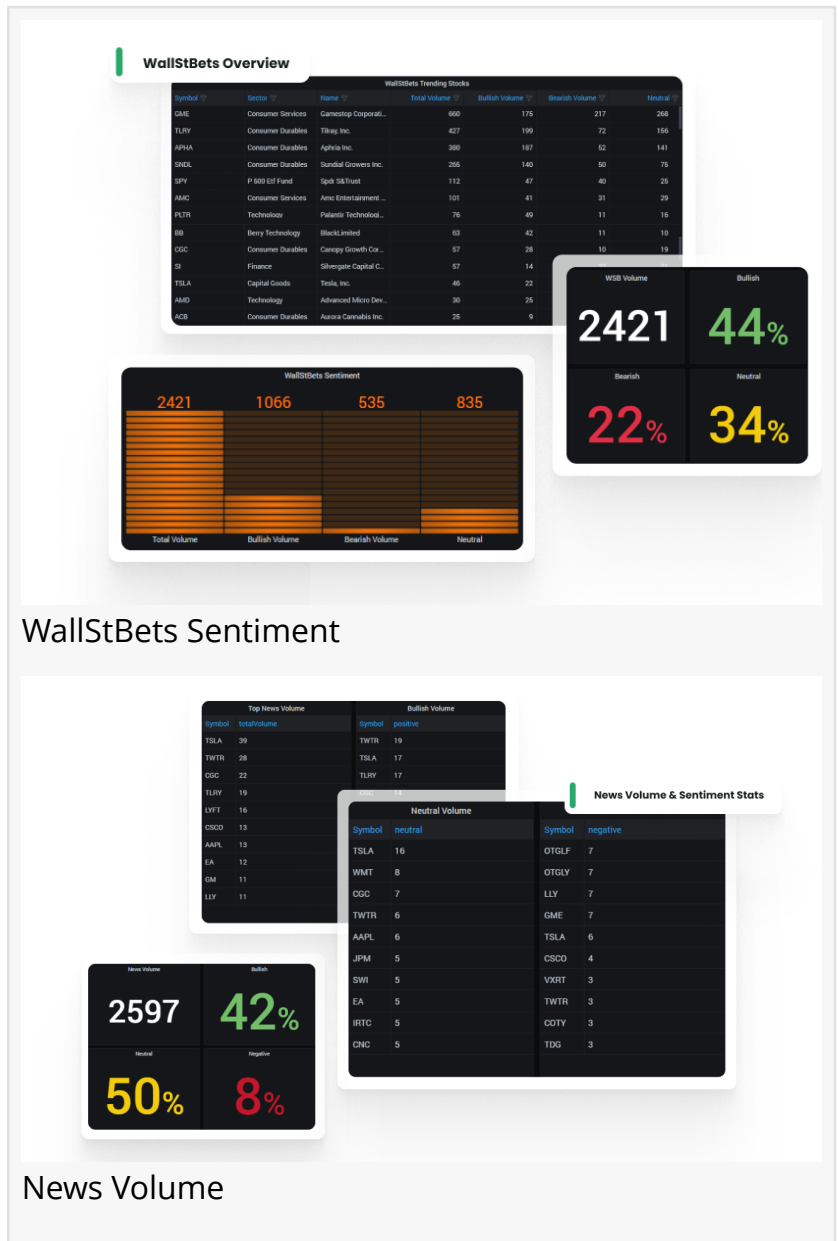 WallStBets Overview
WallStBets Trending Stocks
Symbol Sector Name Total Volume Bullish Volume Bearish Volume Neutral
GME Consumer Services Gamestop Corporati... 660 175 217 268
TLRY Consumer Durables Tilray, Inc. 427 199 72 156
APHA Consumer Durables Aphria Inc. 380 187 52 141
SNDL Consumer Durables Sundial Growers Inc. 265 140 50 75
SPY P 500 Etf Fund Spdr S&Trust 112 47 40 25
AMC Consumer Services Amc Entertainment ... 101 41 31 29
PLTR Technology Palantir Technologi... 76 49 11 16
BB Berry Technology BlackLimited 63 42 11 10
CGC Consumer Durables Canopy Growth Cor... 57 28 10 19
SI Finance Silvergate Capital C... 57 14
TSLA Capital Goods Tesla, Inc. 46 22
AMD Technology Advanced Micro Dev... 30 25
ACB Consumer Durables Aurora Cannabis Inc. 25 9
WSB Volume Bullish
2421 44%
Bearish Neutral
22% 34%
WallStBets Sentiment
2421 1066 535 835
Total Volume Bullish Volume Bearish Volume Neutral
WallStBets Sentiment
Top News Volume Bullish Volume
Symbol totalVolume Symbol positive
TSLA 39 TWTR 19
TWTR 28 TSLA 17
CGC 22 TLRY 17
TLRY 19 CGC 14
LYFT 16
CSCO 13
AAPL 13
EA 12
GM 11
LLY 11
News Volume & Sentiment Stats
Neutral Volume
Symbol neutral Symbol negative
TSLA 16 OTGLF 7
WMT 8 OTGLY 7
CGC 7 LLY 7
TWTR 6 GME 7
AAPL 6 TSLA 6
JPM 5 CSCO 4
SWI 5 VXRT 3
EA 5 TWTR 3
IRTC 5 COTY 3
CNC 5 TDG 3
News Volume Bullish
2597 42%
Neutral Negative
50% 8%
News Volume